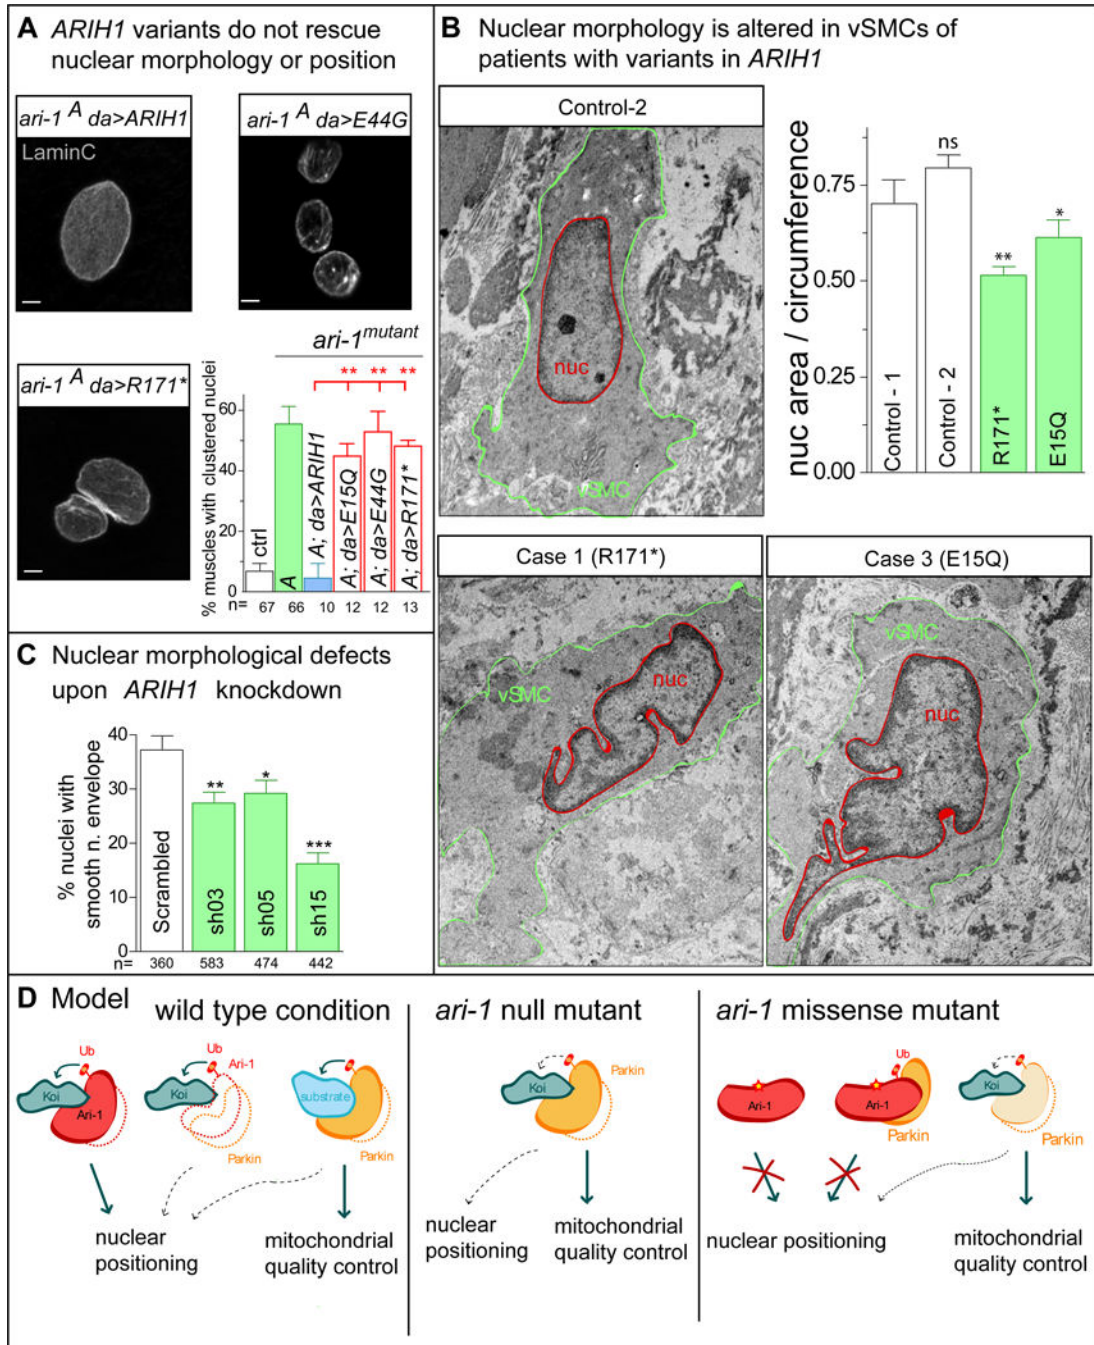 A ARIH1 variants do not rescue
nuclear morphology or position
ari-1 A da>ARIH1
LaminC
ari-1 A da>E44G
ari-1 A da>R171*
ari-1 mutant
** ** **
% muscles with clustered nuclei
60
40
20
0
ctrl
A
A; da>ARIH1
A; da>E15Q
A; da>E44G
A; da>R171*
n= 67 66 10 12 12 13
B Nuclear morphology is altered in vSMCs of
patients with variants in ARIH1
Control-2
nuc
vSMC
nuc area / circumference
0.75
0.50
0.25
0.00
ns
**
*
Control - 1
Control - 2
R171*
E15Q
Case 1 (R171*)
vSMC
nuc
Case 3 (E15Q)
vSMC
nuc
C Nuclear morphological defects
upon ARIH1 knockdown
% nuclei with
smooth n. envelope
40
30
20
10
0
**
*
***
Scrambled
sh03
sh05
sh15
n= 360 583 474 442
D Model
wild type condition
Ub
Koi
Ari-1
Ub
Ari-1
Koi
Parkin
substrate
Parkin
nuclear
positioning
mitochondrial
quality control
ari-1 null mutant
Koi
Parkin
nuclear
positioning
mitochondrial
quality control
ari-1 missense mutant
Ari-1
Ub
Ari-1
Parkin
Koi
Parkin
nuclear positioning
mitochondrial
quality control